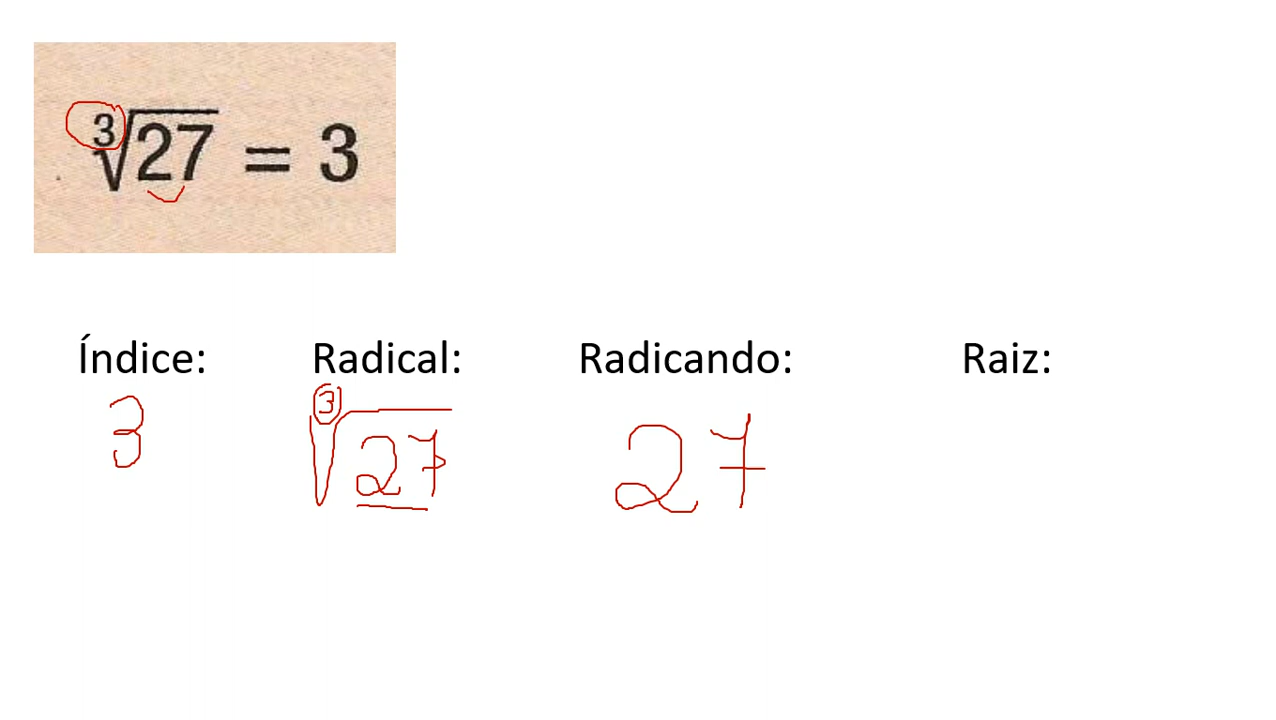 ∛27 = 3
Índice: Radical: Radicando: Raiz:
3 ∛27 27